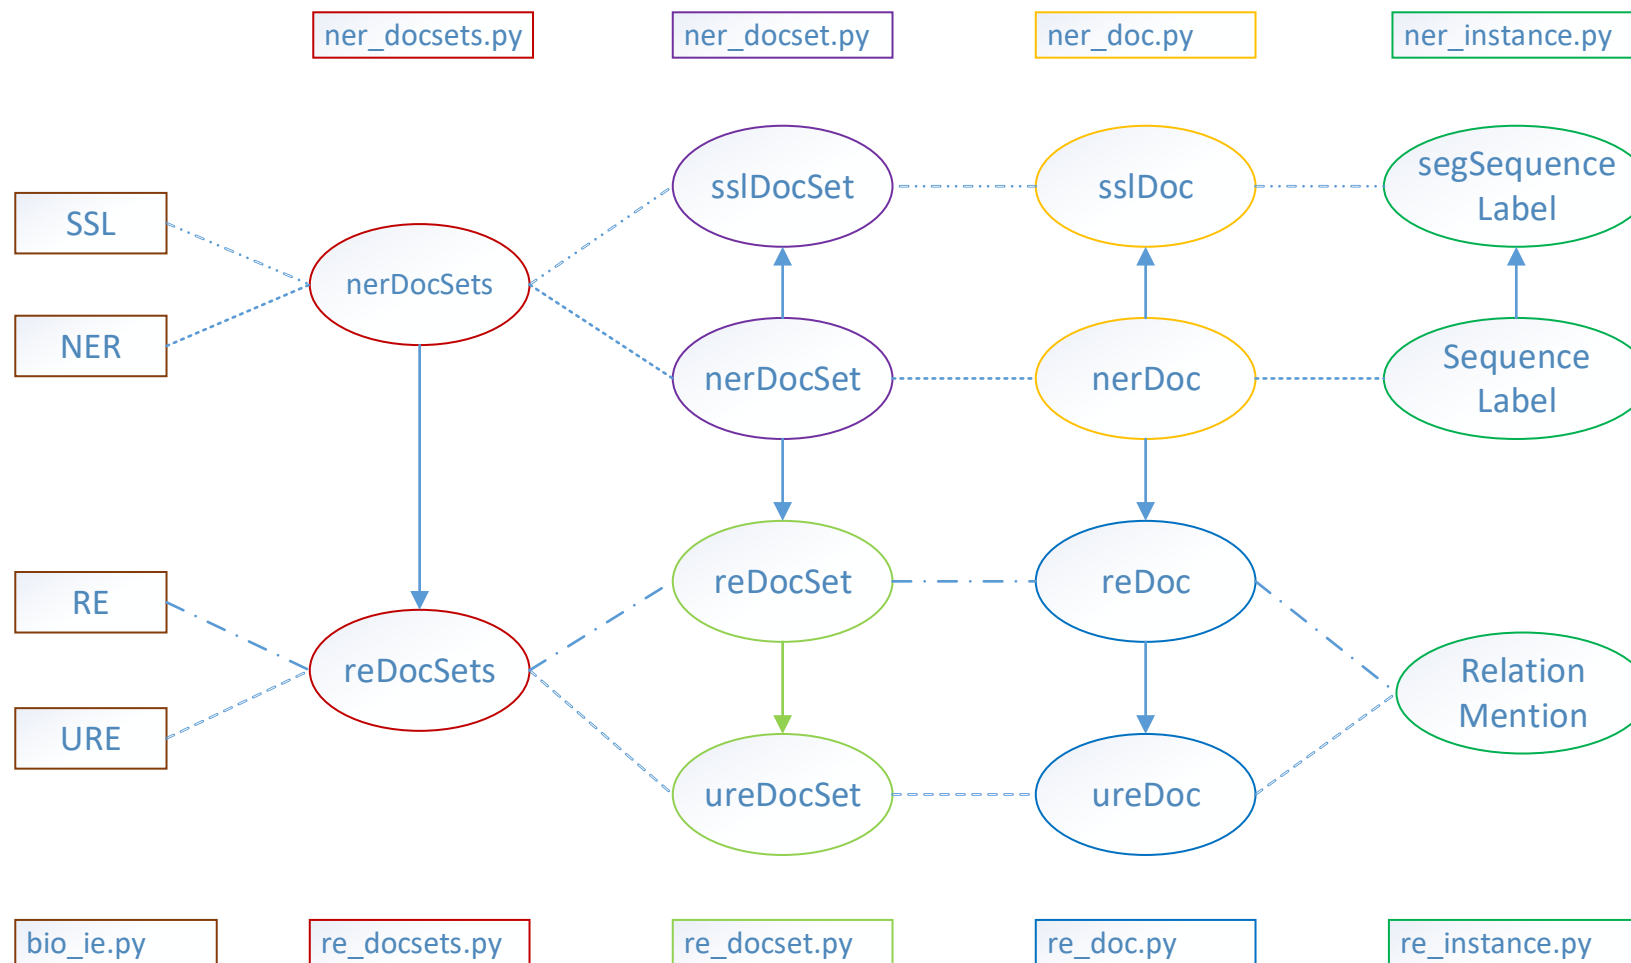 ner_docsets.py
ner_docset.py
ner_doc.py
ner_instance.py
sslDocSet
sslDoc
segSequence
Label
SSL
nerDocSets
NER
nerDocSet
nerDoc
Sequence
Label
RE
reDocSet
reDoc
reDocSets
Relation
Mention
URE
ureDocSet
ureDoc
bio_ie.py
re_docsets.py
re_docset.py
re_doc.py
re_instance.py